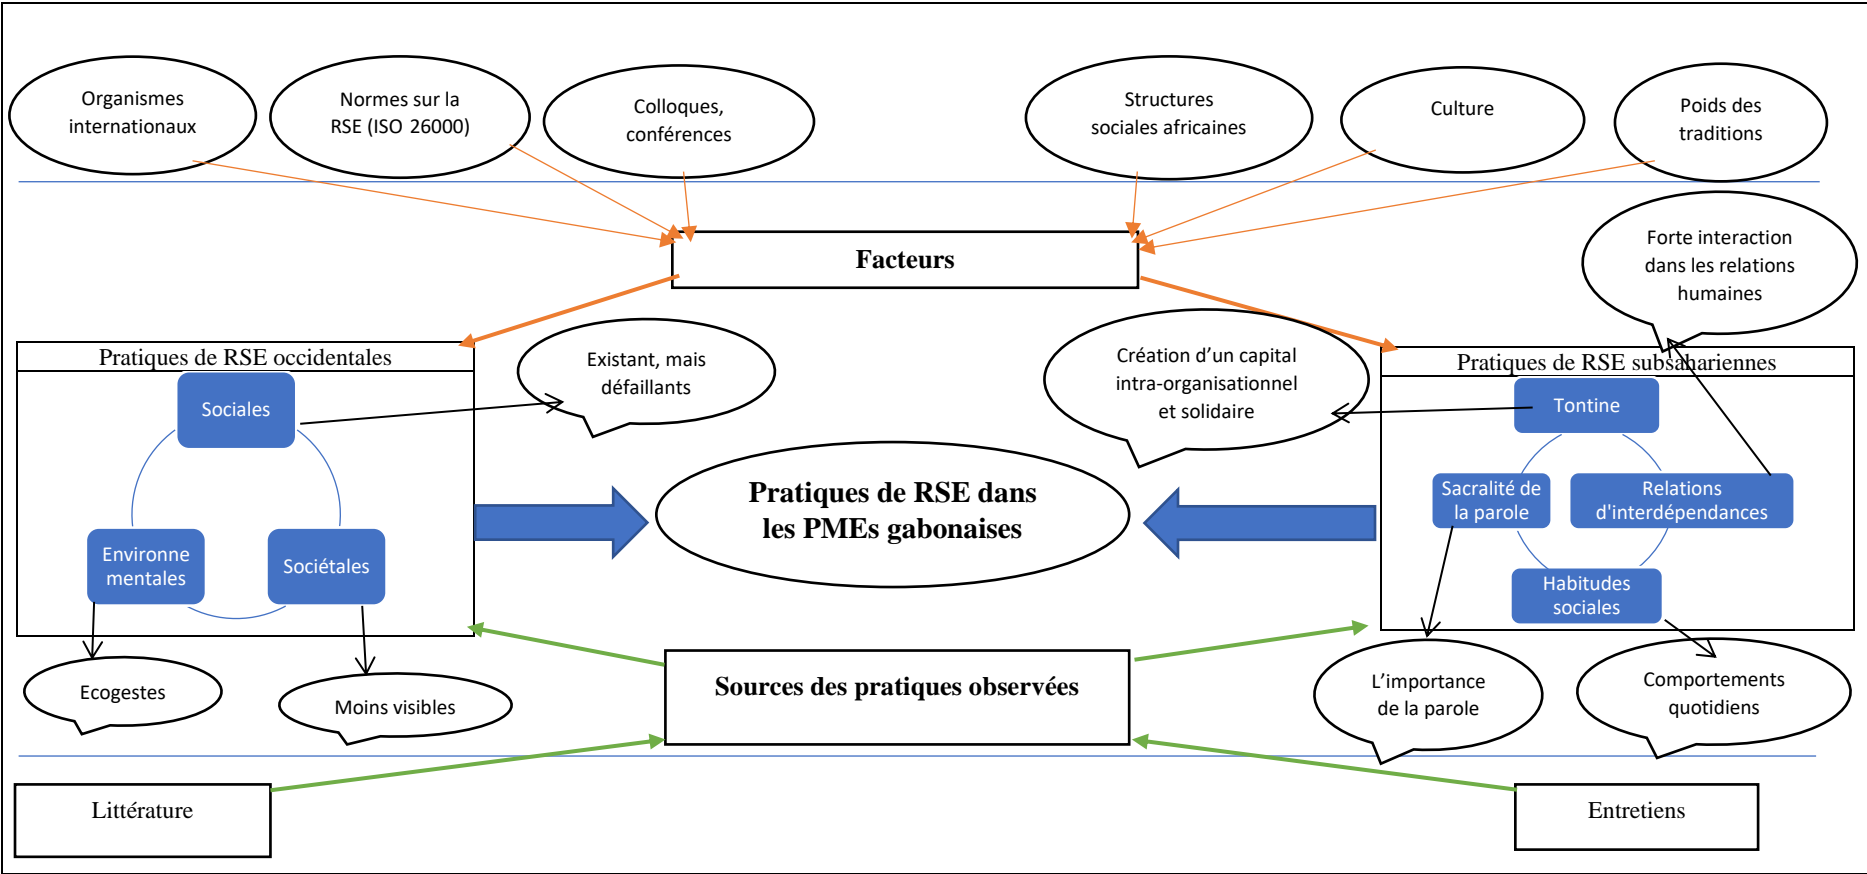 Organismes
internationaux
Normes sur la
RSE (ISO 26000)
Colloques,
conférences
Structures
sociales africaines
Culture
Poids des
traditions
Facteurs
Forte interaction
dans les relations
humaines
Pratiques de RSE occidentales
Sociales
Environne
mentales
Sociétales
Existant, mais
défaillants
Création d’un capital
intra-organisationnel
et solidaire
Pratiques de RSE subsahariennes
Tontine
Sacralité de
la parole
Relations
d'interdépendances
Habitudes
sociales
Pratiques de RSE dans
les PMEs gabonaises
Ecogestes
Moins visibles
Sources des pratiques observées
L’importance
de la parole
Comportements
quotidiens
Littérature
Entretiens